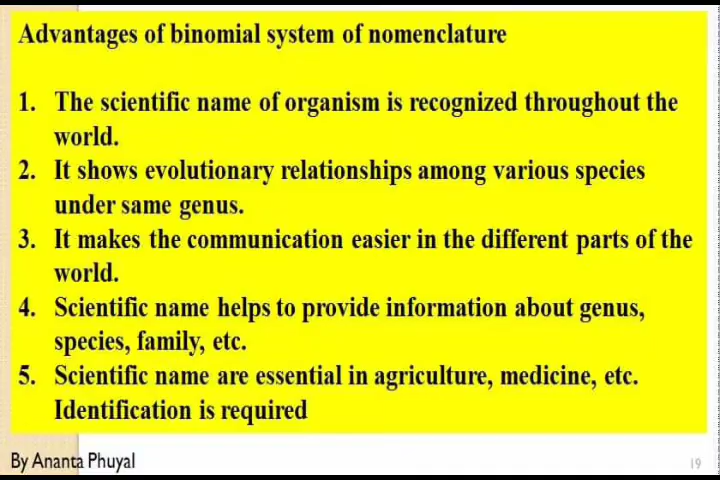 Advantages of binomial system of nomenclature
1. The scientific name of organism is recognized throughout the
world.
2. It shows evolutionary relationships among various species
under same genus.
3. It makes the communication easier in the different parts of the
world.
4. Scientific name helps to provide information about genus,
species, family, etc.
5. Scientific name are essential in agriculture, medicine, etc.
Identification is required
By Ananta Phuyal
19